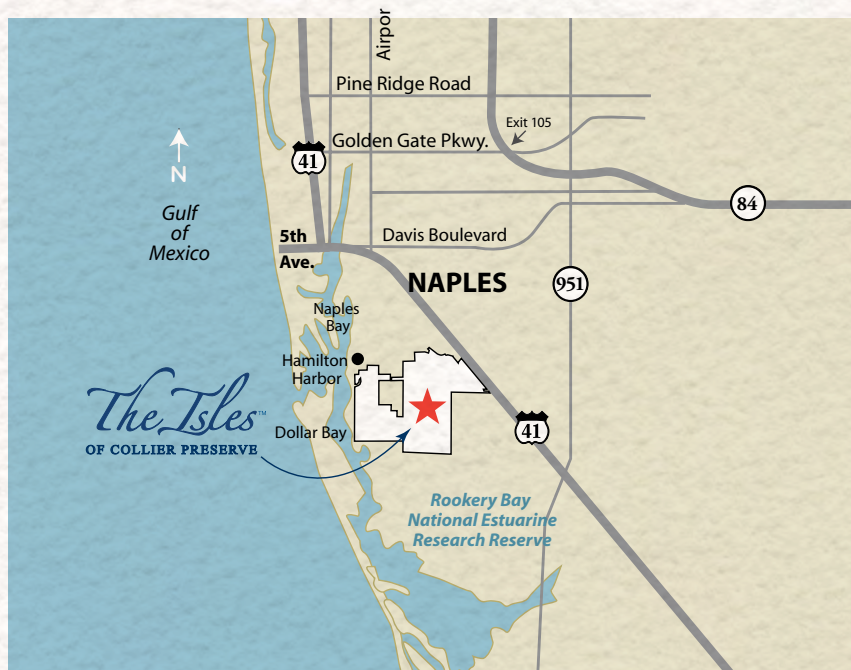 Airpor
Pine Ridge Road
Exit 105
Golden Gate Pkwy.
41
N
84
Gulf
of
Mexico
5th
Ave.
Davis Boulevard
NAPLES
951
Naples
Bay
Hamilton
Harbor
The Isles™
OF COLLIER PRESERVE
Dollar Bay
41
Rookery Bay
National Estuarine
Research Reserve